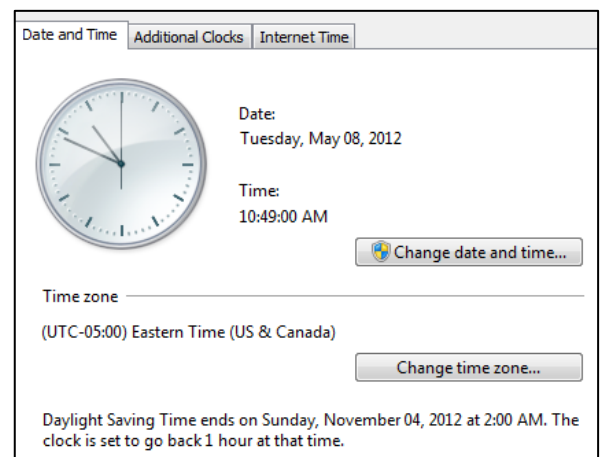 Date and Time
Additional Clocks
Internet Time
Date:
Tuesday, May 08, 2012
Time:
10:49:00 AM
Change date and time...
Time zone
(UTC-05:00) Eastern Time (US & Canada)
Change time zone...
Daylight Saving Time ends on Sunday, November 04, 2012 at 2:00 AM. The
clock is set to go back 1 hour at that time.